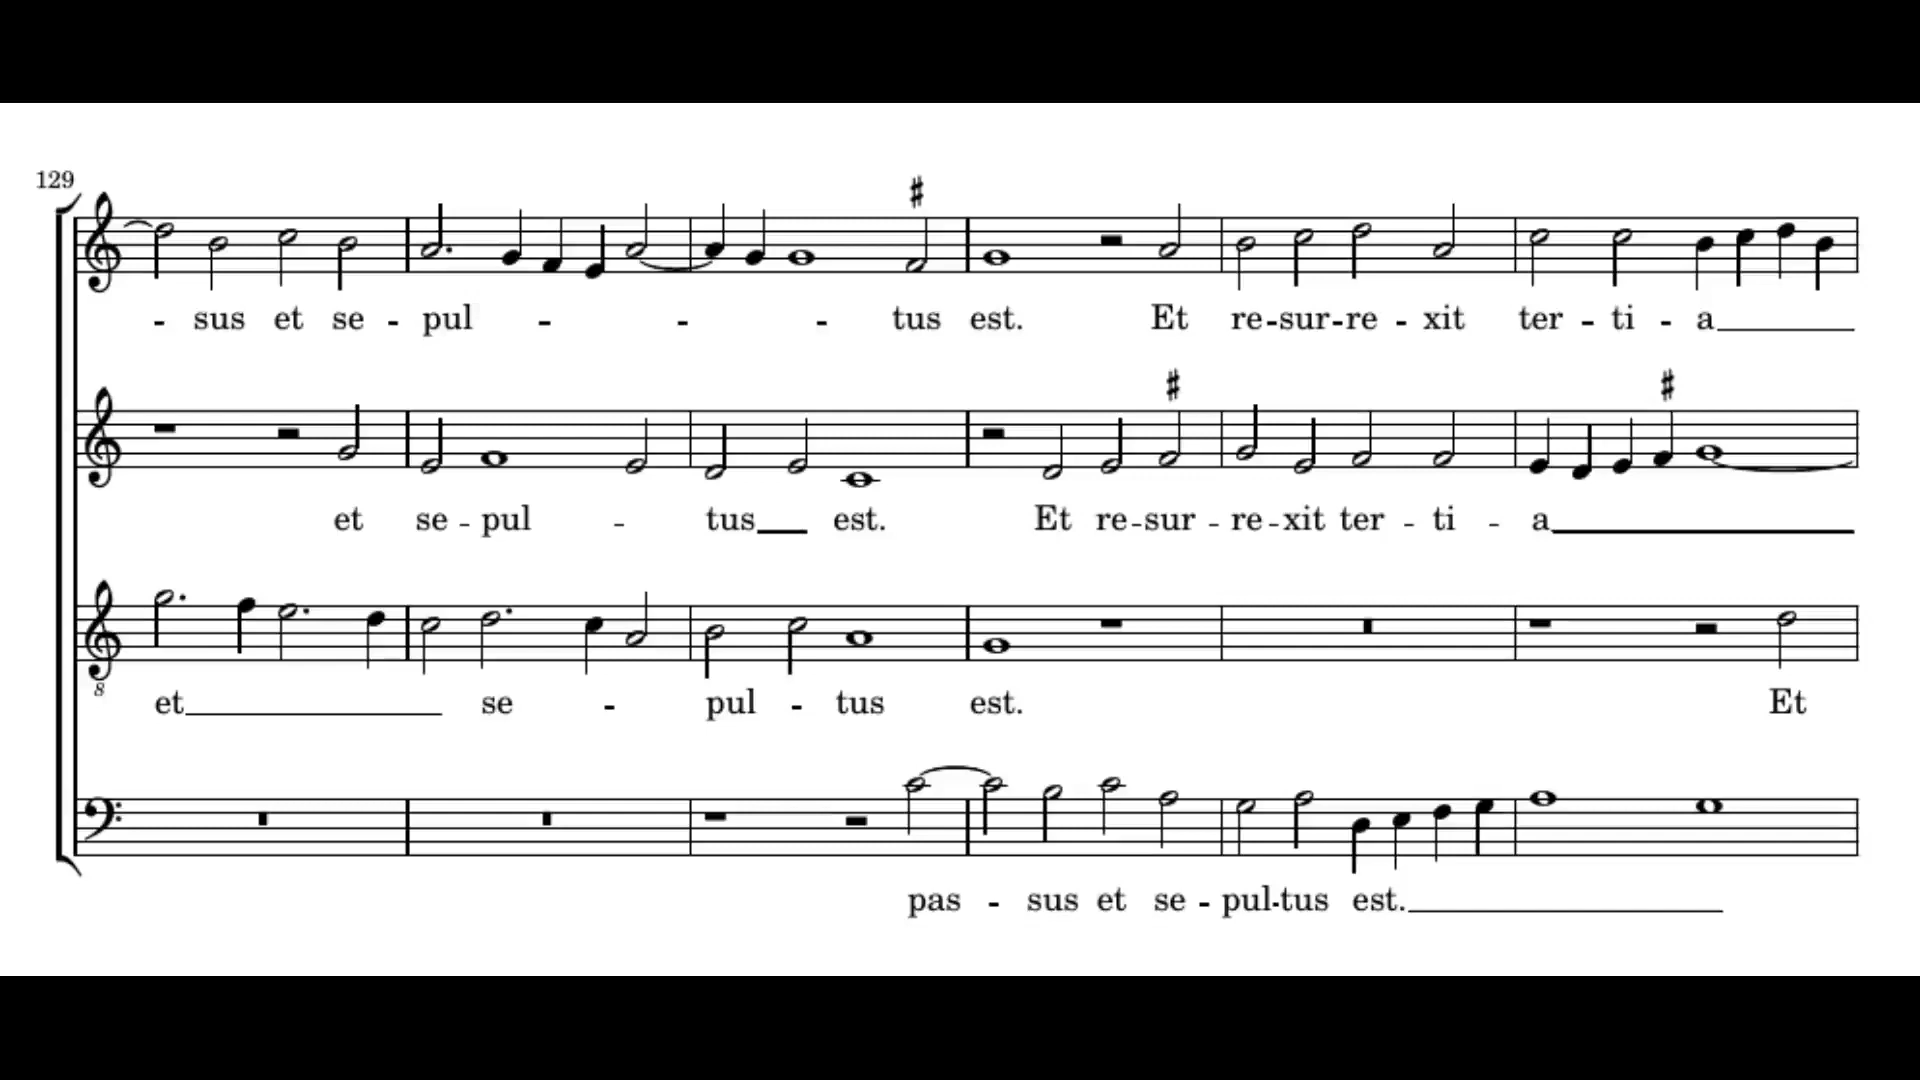 129
- sus et se - pul - - - tus est. Et re-sur-re - xit ter - ti - a
et se - pul - tus est. Et re-sur - re-xit ter - ti - a
8
et se - pul - tus est. Et
pas - sus et se - pul-tus est.